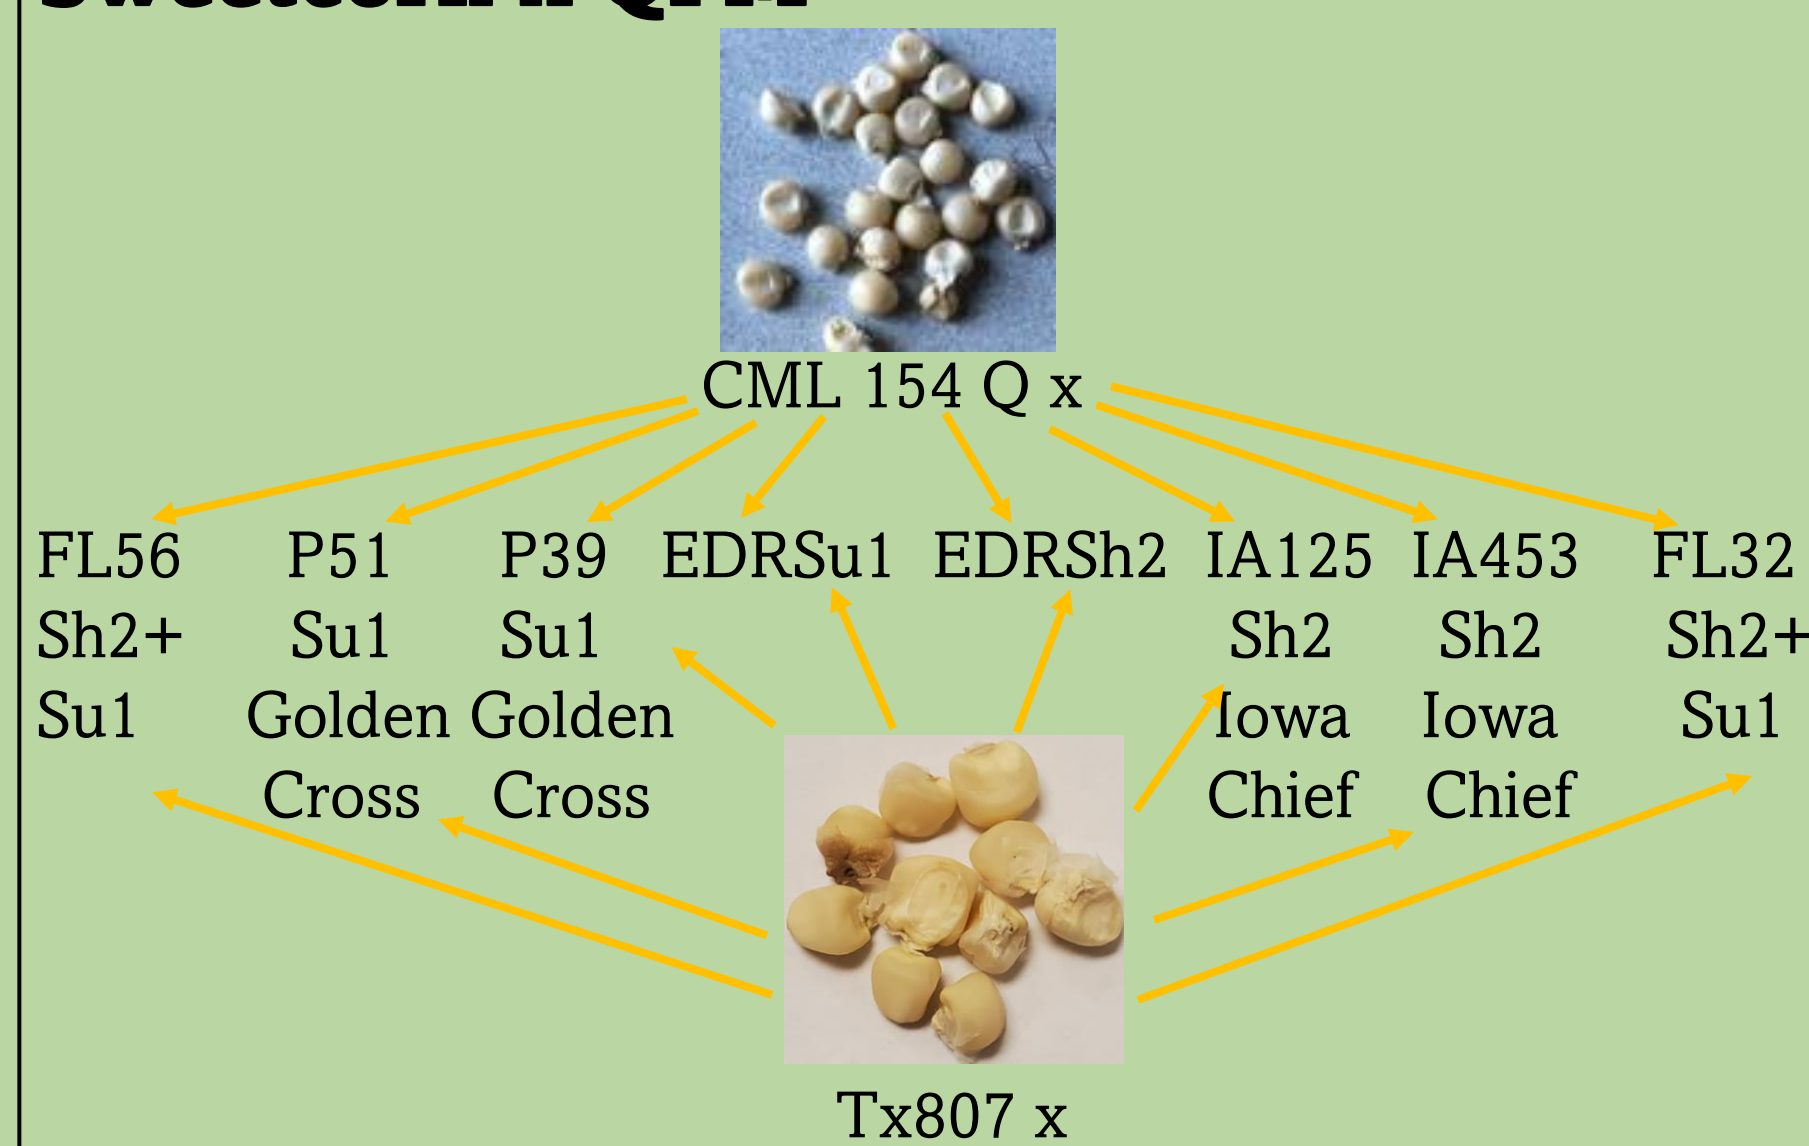 CML 154 Q x
FL56 P51 P39 EDRSu1 EDRSh2 IA125 IA453 FL32
Sh2+ Su1 Su1 Sh2 Sh2 Sh2+
Su1 Golden Golden Iowa Iowa Su1
Cross Cross Chief Chief
Tx807 x